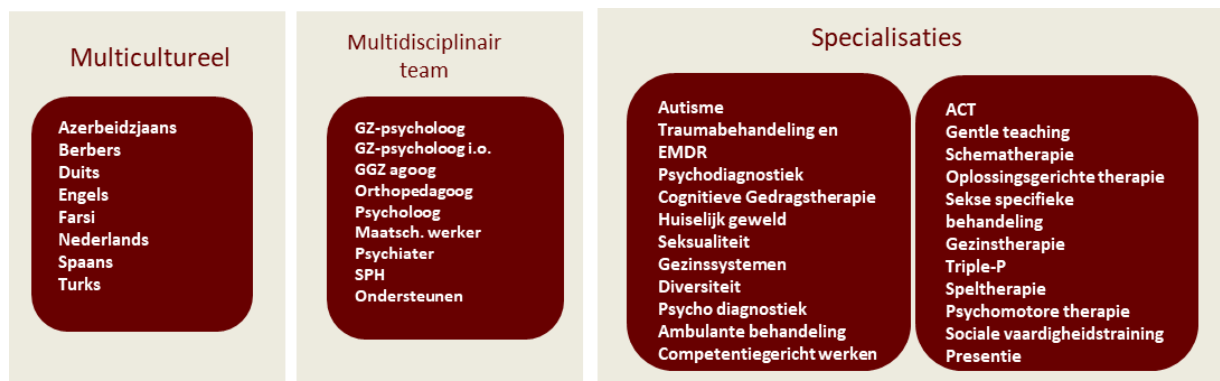 Multicultureel
Azerbeidzjaans
Berbers
Duits
Engels
Farsi
Nederlands
Spaans
Turks
Multidisciplinair
team
GZ-psycholoog
GZ-psycholoog i.o.
GGZ agoog
Orthopedagoog
Psycholoog
Maatsch. werker
Psychiater
SPH
Ondersteunen
Specialisaties
Autisme
Traumabehandeling en
EMDR
Psychodiagnostiek
Cognitieve Gedragstherapie
Huiselijk geweld
Seksualiteit
Gezinssystemen
Diversiteit
Psycho diagnostiek
Ambulante behandeling
Competentiegericht werken
ACT
Gentle teaching
Schematherapie
Oplossingsgerichte therapie
Sekse specifieke
behandeling
Gezinstherapie
Triple-P
Speltherapie
Psychomotore therapie
Sociale vaardigheidstraining
Presentie